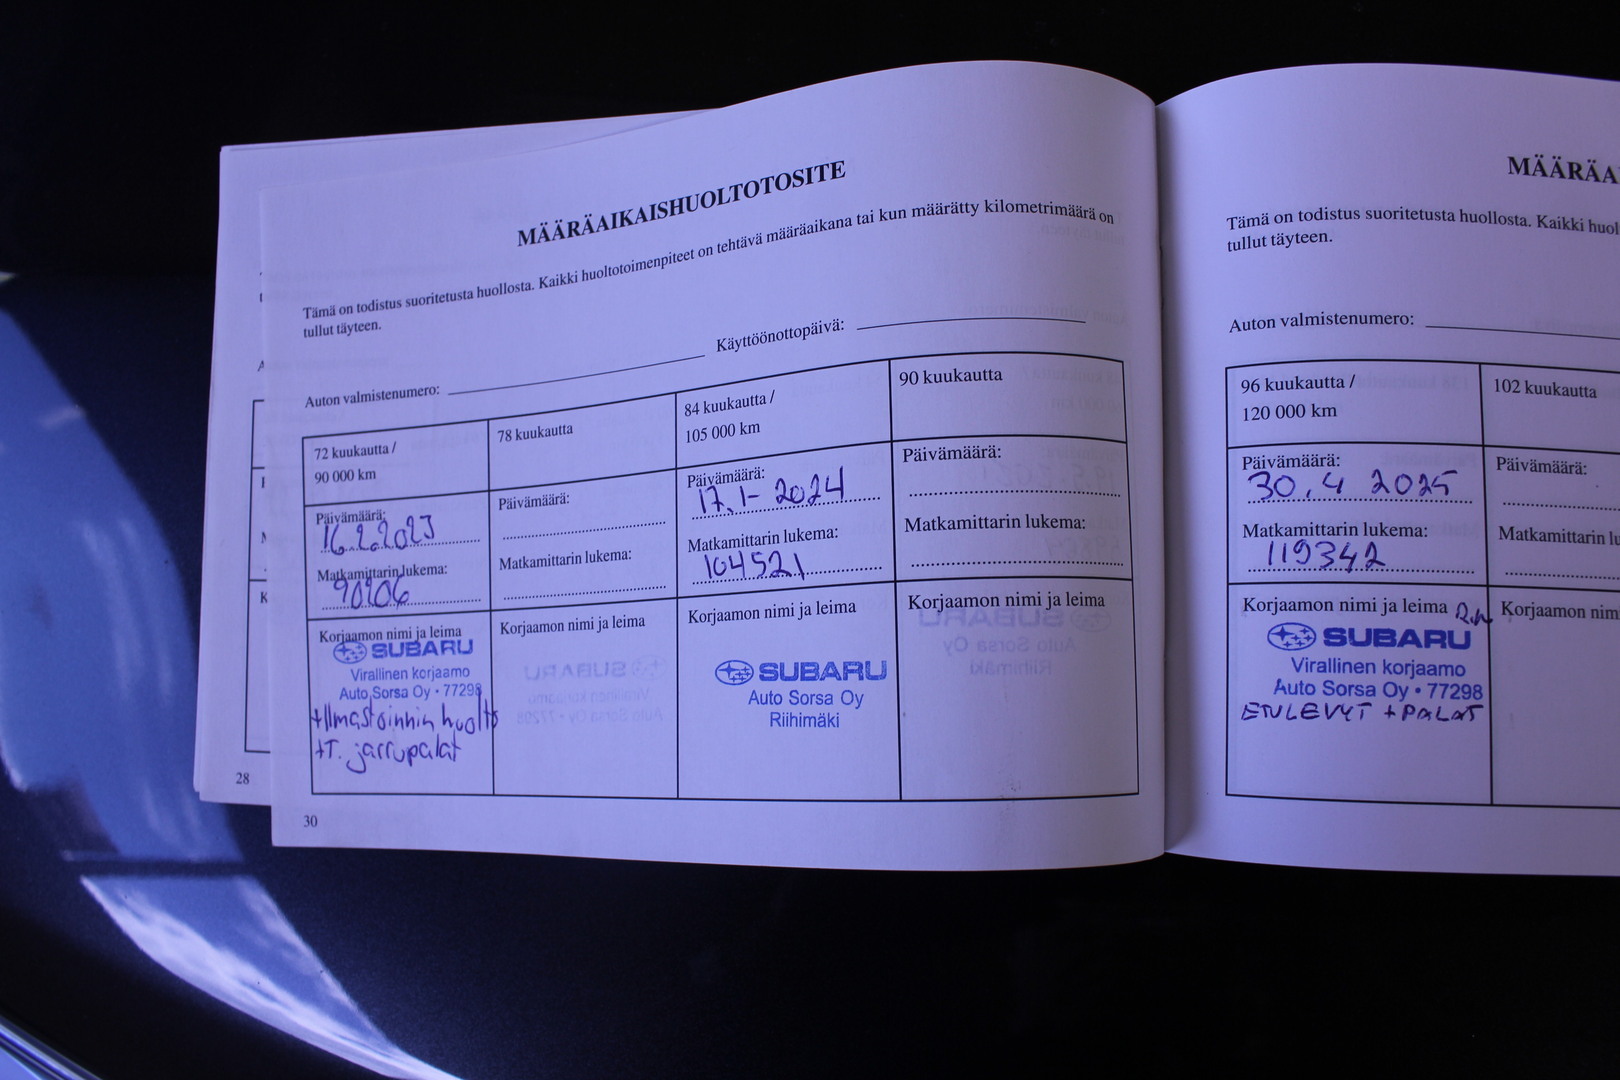 MÄÄRÄAIKAISHUOLTOTOSITE
Tämä on todistus suoritetusta huollosta. Kaikki huoltotoimenpiteet on tehtävä määräaikana tai kun määrätty kilometrimäärä on
tullut täyteen.
Auton valmistenumero: Käyttöönottopäivä:
72 kuukautta /
90 000 km
Päivämäärä:
16.2.2023
Matkamittarin lukema:
90906
Korjaamon nimi ja leima
SUBARU
Virallinen korjaamo
Auto Sorsa Oy • 77298
+Ilmastoinnin huolto
+T. jarrupalat
78 kuukautta
Päivämäärä:
Matkamittarin lukema:
Korjaamon nimi ja leima
84 kuukautta /
105 000 km
Päivämäärä:
17.1-2024
Matkamittarin lukema:
104521
Korjaamon nimi ja leima
SUBARU
Auto Sorsa Oy
Riihimäki
90 kuukautta
Päivämäärä:
Matkamittarin lukema:
Korjaamon nimi ja leima
28
30
MÄÄRÄA
Tämä on todistus suoritetusta huollosta. Kaikki huol
tullut täyteen.
Auton valmistenumero:
96 kuukautta /
120 000 km
Päivämäärä:
30.4 2025
Matkamittarin lukema:
119342
Korjaamon nimi ja leima
SUBARU
Virallinen korjaamo
Auto Sorsa Oy • 77298
ETULEVYT + PALAT
102 kuukautta
Päivämäärä:
Matkamittarin lu
Korjaamon nim